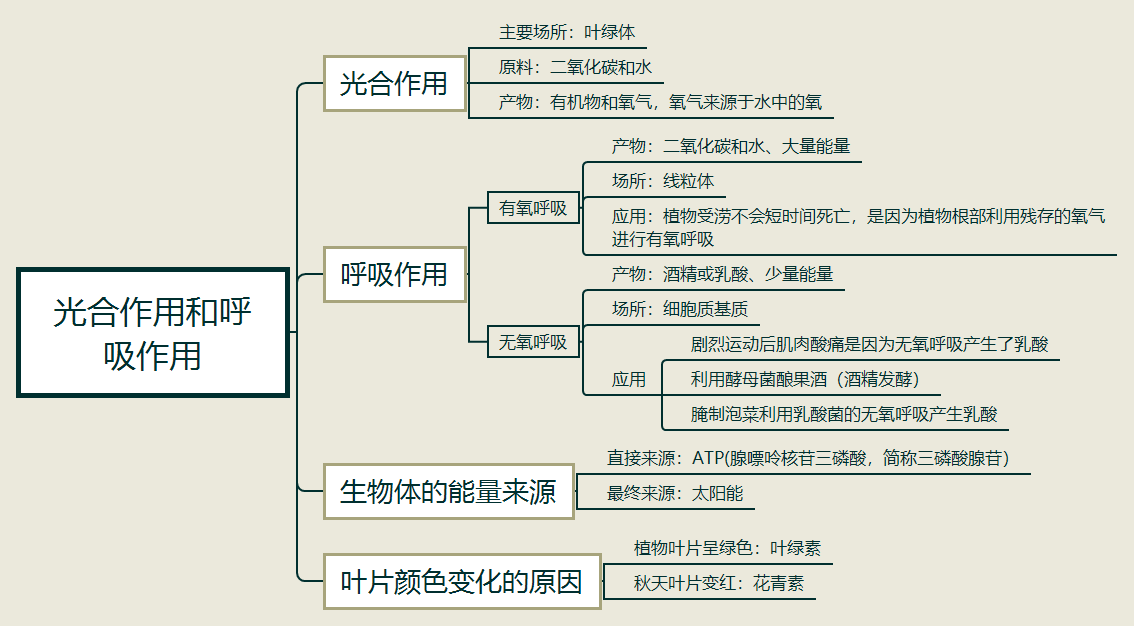 光合作用和呼
吸作用
光合作用
主要场所：叶绿体
原料：二氧化碳和水
产物：有机物和氧气，氧气来源于水中的氧
呼吸作用
有氧呼吸
产物：二氧化碳和水、大量能量
场所：线粒体
应用：植物受涝不会短时间死亡，是因为植物根部利用残存的氧气
进行有氧呼吸
无氧呼吸
产物：酒精或乳酸、少量能量
场所：细胞质基质
应用
剧烈运动后肌肉酸痛是因为无氧呼吸产生了乳酸
利用酵母菌酿果酒（酒精发酵）
腌制泡菜利用乳酸菌的无氧呼吸产生乳酸
生物体的能量来源
直接来源：ATP(腺嘌呤核苷三磷酸，简称三磷酸腺苷）
最终来源：太阳能
叶片颜色变化的原因
植物叶片呈绿色：叶绿素
秋天叶片变红：花青素